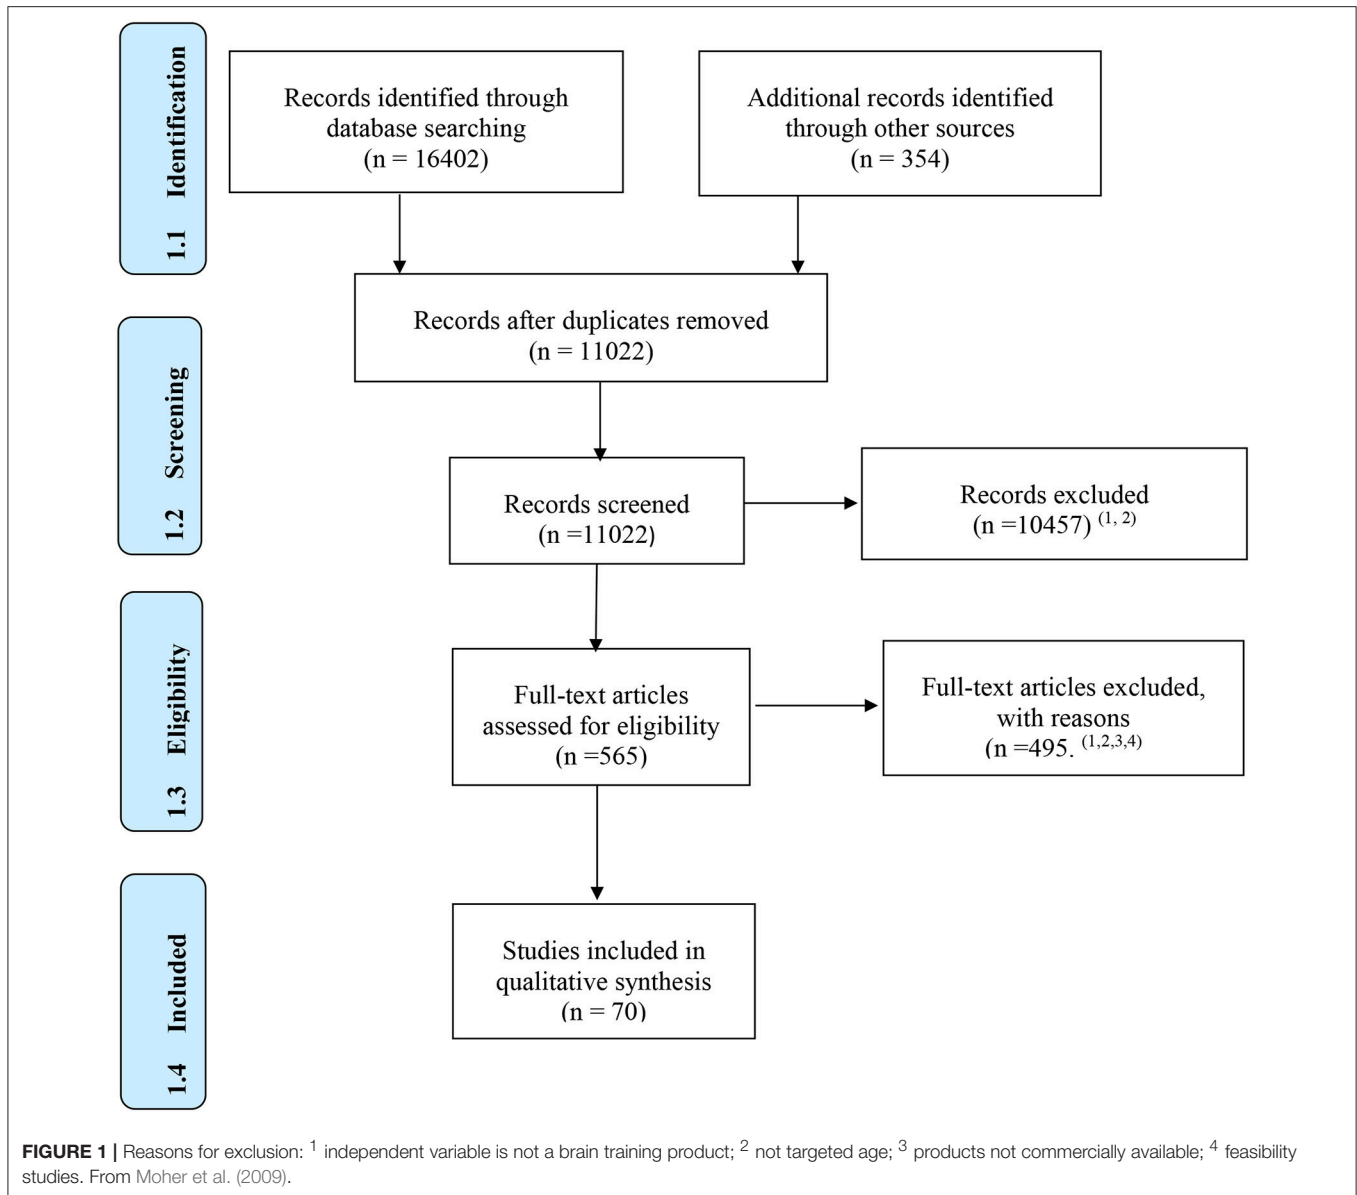 1.1 Identification
Records identified through
database searching
(n = 16402)
Additional records identified
through other sources
(n = 354)
Records after duplicates removed
(n = 11022)
1.2 Screening
Records screened
(n =11022)
Records excluded
(n =10457) (1, 2)
1.3 Eligibility
Full-text articles
assessed for eligibility
(n =565)
Full-text articles excluded,
with reasons
(n =495. (1,2,3,4)
1.4 Included
Studies included in
qualitative synthesis
(n = 70)
FIGURE 1 | Reasons for exclusion: 1 independent variable is not a brain training product; 2 not targeted age; 3 products not commercially available; 4 feasibility
studies. From Moher et al. (2009).